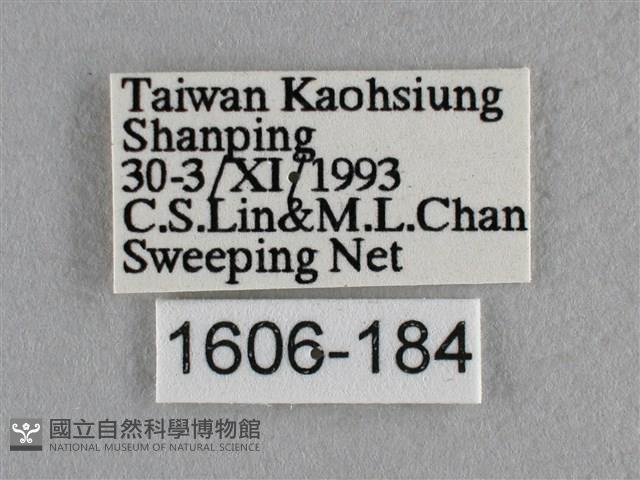 Taiwan Kaohsiung
Shanping
30-3/XI/1993
C.S.Lin&M.L.Chan
Sweeping Net
1606-184
國立自然科學博物館
NATIONAL MUSEUM OF NATURAL SCIENCE